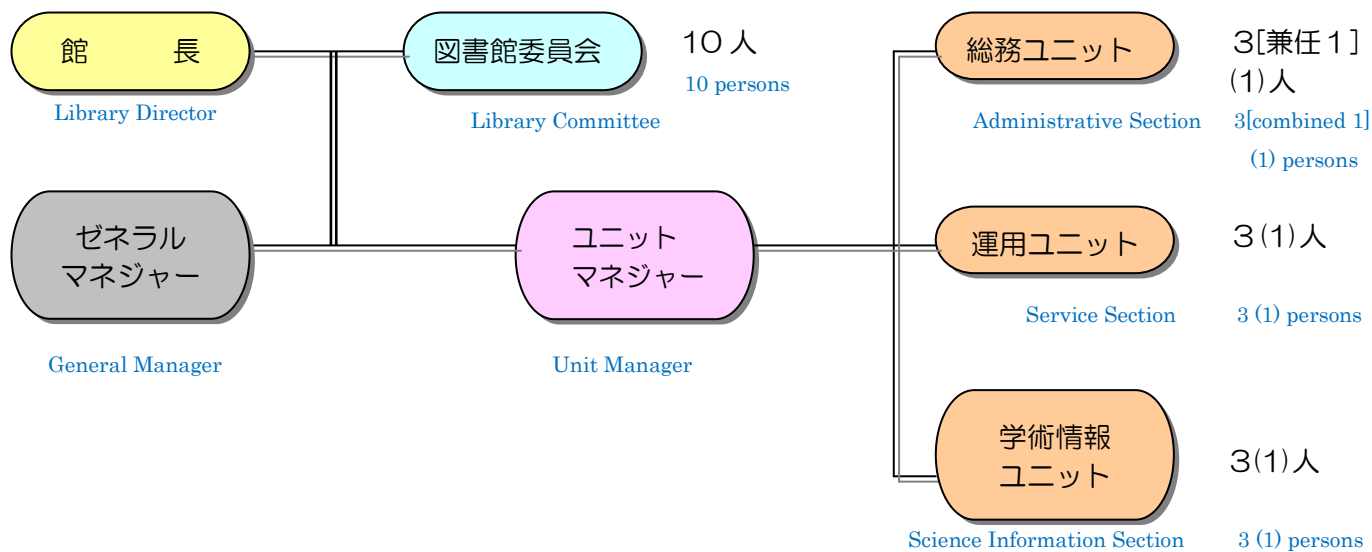 館　　長
Library Director
図書館委員会
Library Committee
10人
10 persons
総務ユニット
Administrative Section
3[兼任1]
(1)人
3[combined 1]
(1) persons
ゼネラル
マネジャー
General Manager
ユニット
マネジャー
Unit Manager
運用ユニット
Service Section
3(1)人
3 (1) persons
学術情報
ユニット
Science Information Section
3(1)人
3 (1) persons